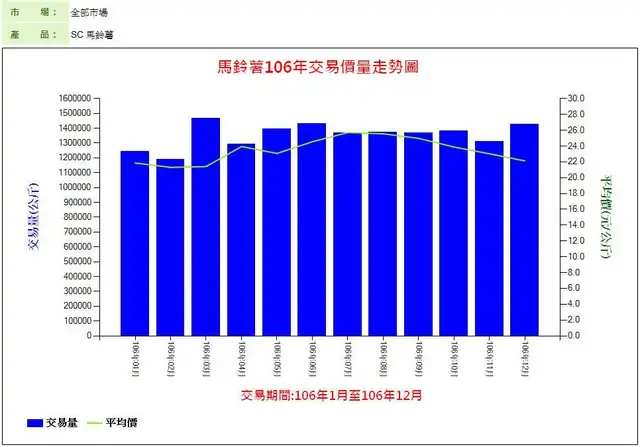 市 場： 全部市場
產 品： SC 馬鈴薯
馬鈴著106年交易價量走勢圖
1600000
1500000
1400000
1300000
1200000
1100000
1000000
900000
800000
700000
600000
500000
400000
300000
200000
100000
0
交易量(公斤)
30.0
28.0
26.0
24.0
22.0
20.0
18.0
16.0
14.0
12.0
10.0
8.0
6.0
4.0
2.0
0.0
平均價(元/公斤)
106年01月
106年02月
106年03月
106年04月
106年05月
106年06月
106年07月
106年08月
106年09月
106年10月
106年11月
106年12月
交易期間:106年1月至106年12月
交易量 平均價